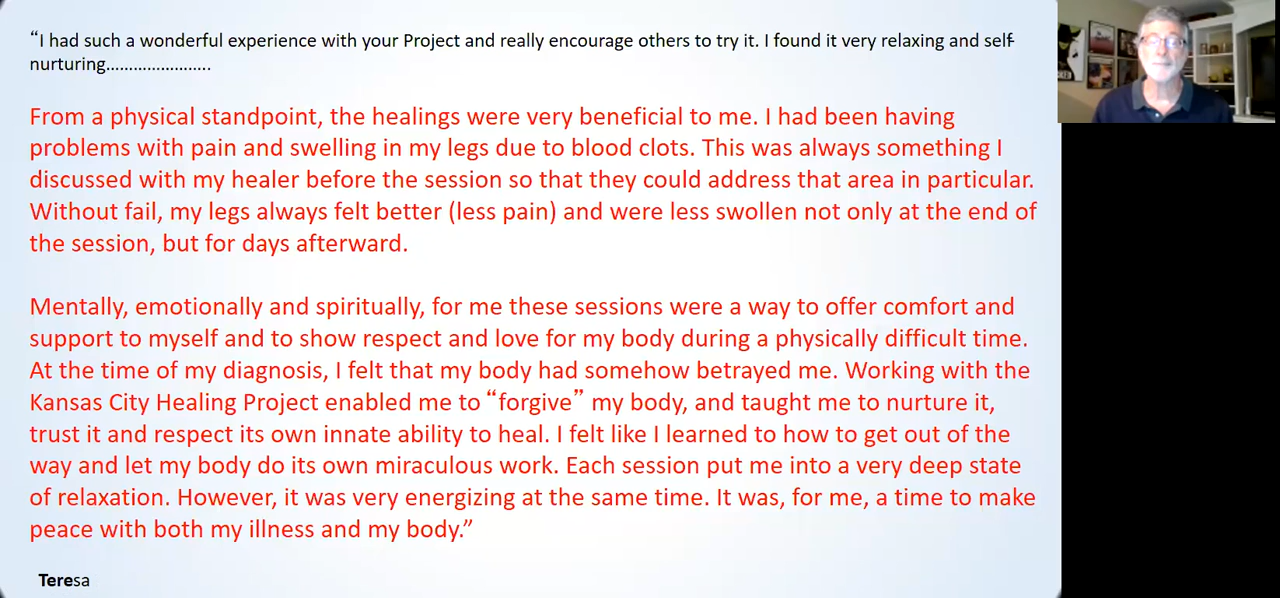 “I had such a wonderful experience with your Project and really encourage others to try it. I found it very relaxing and self-
nurturing…………………..
From a physical standpoint, the healings were very beneficial to me. I had been having
problems with pain and swelling in my legs due to blood clots. This was always something I
discussed with my healer before the session so that they could address that area in particular.
Without fail, my legs always felt better (less pain) and were less swollen not only at the end of
the session, but for days afterward.
Mentally, emotionally and spiritually, for me these sessions were a way to offer comfort and
support to myself and to show respect and love for my body during a physically difficult time.
At the time of my diagnosis, I felt that my body had somehow betrayed me. Working with the
Kansas City Healing Project enabled me to “forgive” my body, and taught me to nurture it,
trust it and respect its own innate ability to heal. I felt like I learned to how to get out of the
way and let my body do its own miraculous work. Each session put me into a very deep state
of relaxation. However, it was very energizing at the same time. It was, for me, a time to make
peace with both my illness and my body.”
Teresa